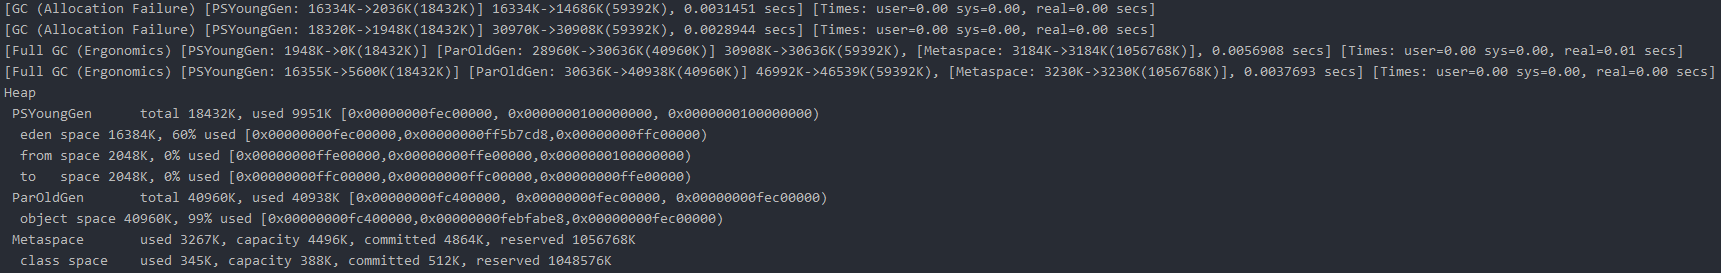 [GC (Allocation Failure) [PSYoungGen: 16334K->2036K(18432K)] 16334K->14686K(59392K), 0.0031451 secs] [Times: user=0.00 sys=0.00, real=0.00 secs]
[GC (Allocation Failure) [PSYoungGen: 18320K->1948K(18432K)] 30970K->30908K(59392K), 0.0028944 secs] [Times: user=0.00 sys=0.00, real=0.00 secs]
[Full GC (Ergonomics) [PSYoungGen: 1948K->0K(18432K)] [ParOldGen: 28960K->30636K(40960K)] 30908K->30636K(59392K), [Metaspace: 3184K->3184K(1056768K)], 0.0056908 secs] [Times: user=0.00 sys=0.00, real=0.01 secs]
[Full GC (Ergonomics) [PSYoungGen: 16355K->5600K(18432K)] [ParOldGen: 30636K->40938K(40960K)] 46992K->46539K(59392K), [Metaspace: 3230K->3230K(1056768K)], 0.0037693 secs] [Times: user=0.00 sys=0.00, real=0.00 secs]
Heap
PSYoungGen total 18432K, used 9951K [0x00000000fec00000, 0x0000000100000000, 0x0000000100000000)
eden space 16384K, 60% used [0x00000000fec00000,0x00000000ff5b7cd8,0x00000000ffc00000)
from space 2048K, 0% used [0x00000000ffe00000,0x00000000ffe00000,0x0000000100000000)
to space 2048K, 0% used [0x00000000ffc00000,0x00000000ffc00000,0x00000000ffe00000)
ParOldGen total 40960K, used 40938K [0x00000000fc400000, 0x00000000fec00000, 0x00000000fec00000)
object space 40960K, 99% used [0x00000000fc400000,0x00000000febfabe8,0x00000000fec00000)
Metaspace used 3267K, capacity 4496K, committed 4864K, reserved 1056768K
class space used 345K, capacity 388K, committed 512K, reserved 1048576K